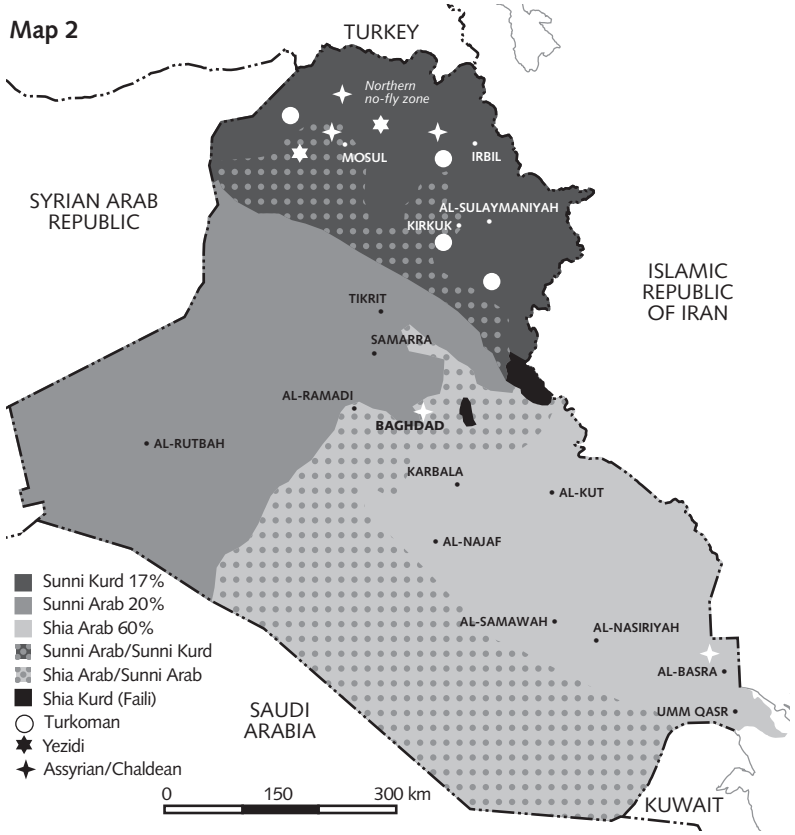 Map 2
TURKEY
Northern
no-fly zone
MOSUL
IRBIL
SYRIAN ARAB
REPUBLIC
AL-SULAYMANIYAH
KIRKUK
ISLAMIC
REPUBLIC
OF IRAN
TIKRIT
SAMARRA
AL-RAMADI
BAGHDAD
AL-RUTBAH
KARBALA
AL-KUT
AL-NAJAF
Sunni Kurd 17%
Sunni Arab 20%
Shia Arab 60%
Sunni Arab/Sunni Kurd
Shia Arab/Sunni Arab
Shia Kurd (Faili)
Turkoman
Yezidi
Assyrian/Chaldean
AL-SAMAWAH
AL-NASIRIYAH
AL-BASRA
UMM QASR
SAUDI
ARABIA
KUWAIT
0 150 300 km